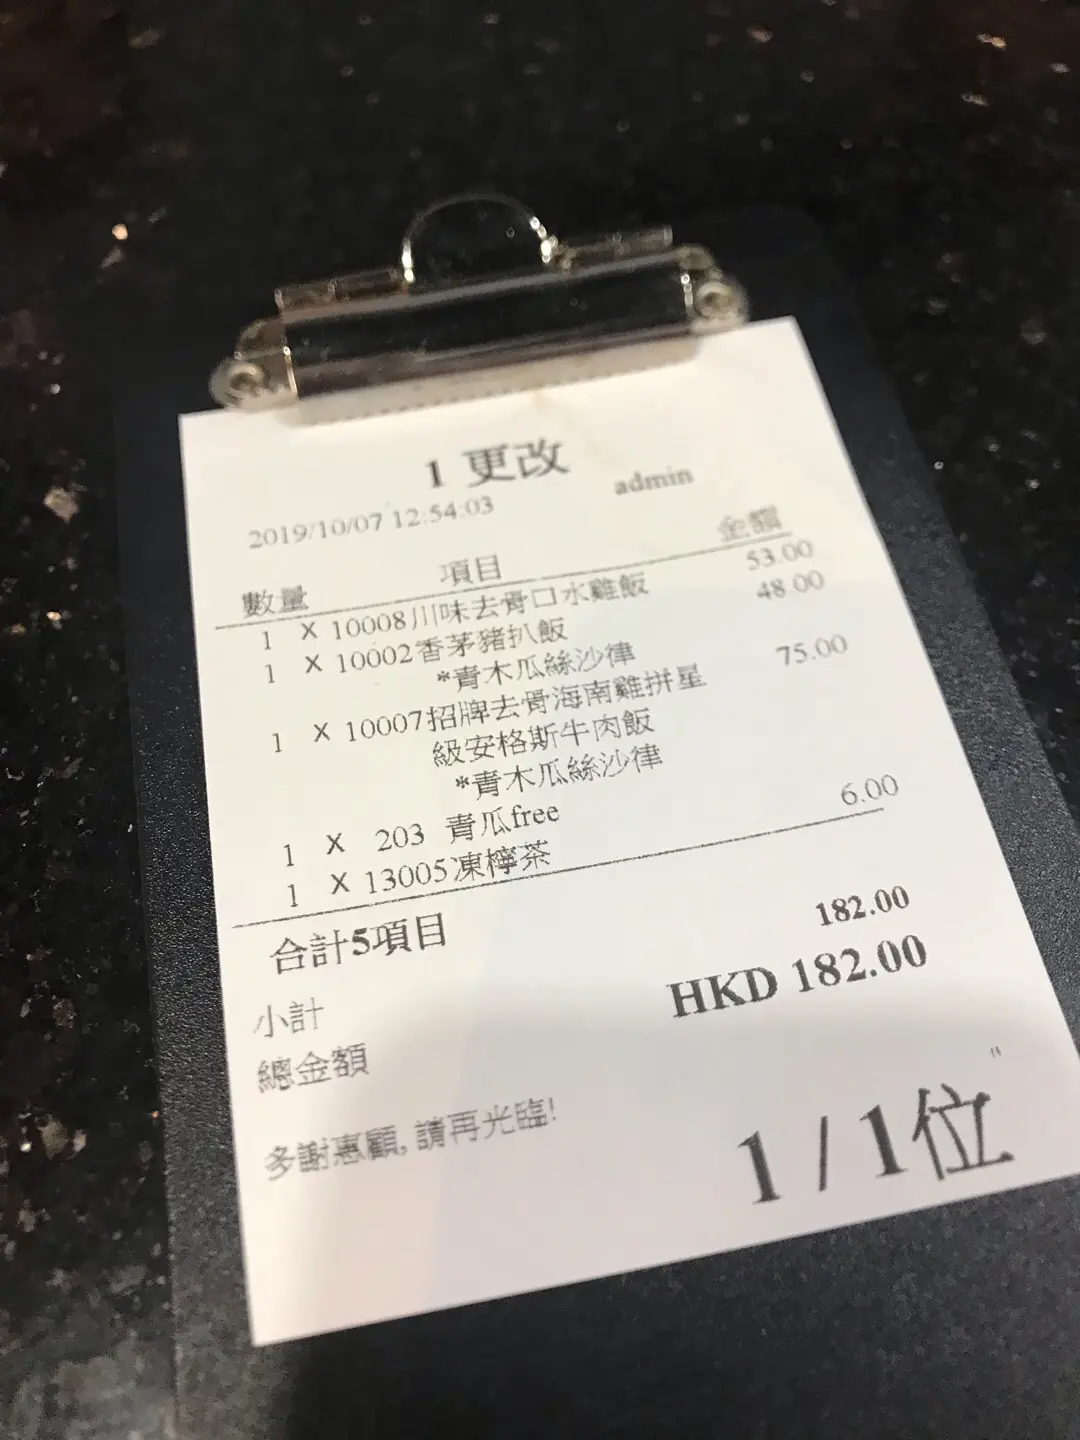 1 更改
2019/10/07 12:54:03 admin
數量 項目 金額
1 X 10008川味去骨口水雞飯 53.00
1 X 10002香茅豬扒飯 48.00
*青木瓜絲沙律
1 X 10007招牌去骨海南雞拼星 75.00
級安格斯牛肉飯
*青木瓜絲沙律
1 X 203 青瓜free
1 X 13005凍檸茶 6.00
合計5項目
小計 182.00
總金額 HKD 182.00
多謝惠顧, 請再光臨!
1 / 1位